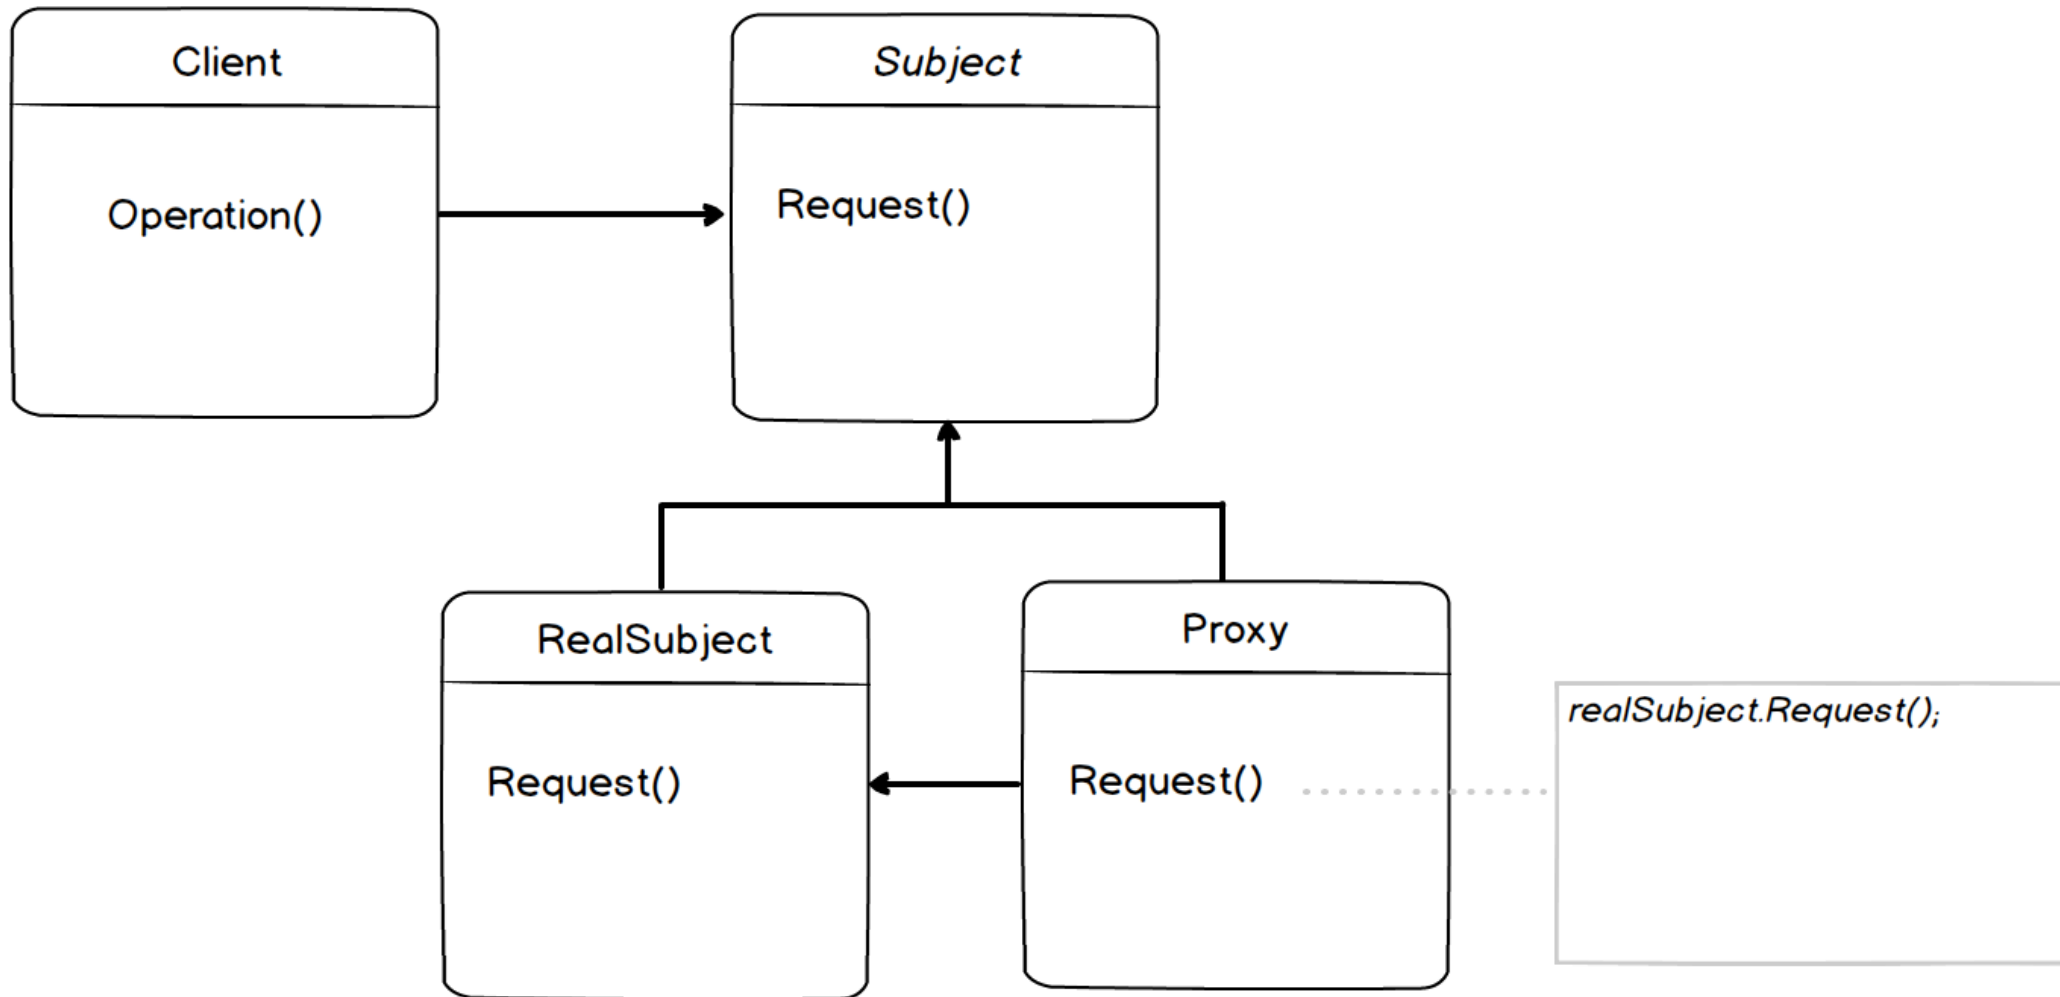 Client
Operation()
Subject
Request()
RealSubject
Request()
Proxy
Request()
realSubject.Request();